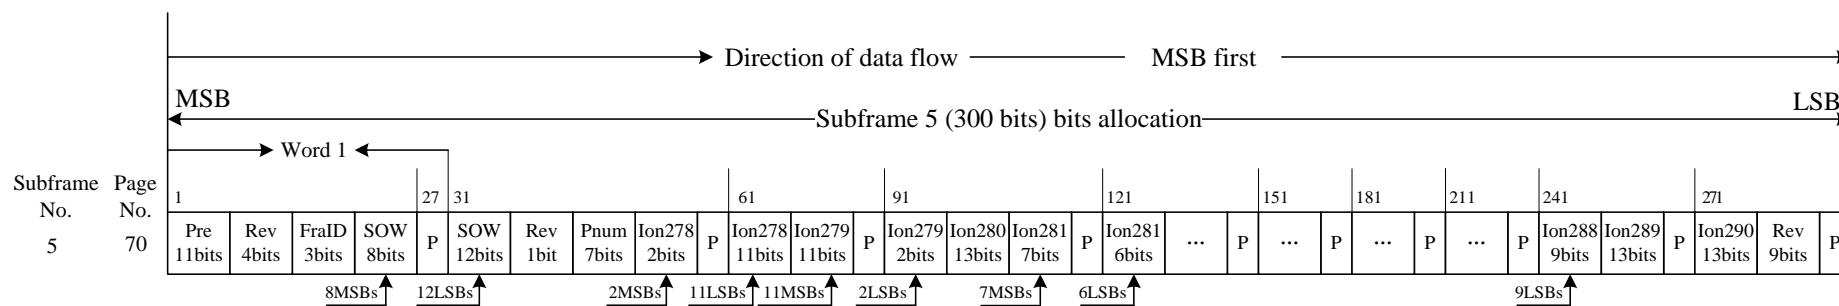 Direction of data flow MSB first
MSB LSB
Subframe 5 (300 bits) bits allocation
Word 1
Subframe No. Page No.
1 27 31 61 91 121 151 181 211 241 271
5 70
Pre 11bits
Rev 4bits
FraID 3bits
SOW 8bits
P
SOW 12bits
Rev 1bit
Pnum 7bits
Ion278 2bits
P
Ion278 11bits
Ion279 11bits
P
Ion279 2bits
Ion280 13bits
Ion281 7bits
P
Ion281 6bits
...
P
...
P
...
P
...
P
Ion288 9bits
Ion289 13bits
P
Ion290 13bits
Rev 9bits
P
8MSBs 12LSBs 2MSBs 11LSBs 11MSBs 2LSBs 7MSBs 6LSBs 9LSBs